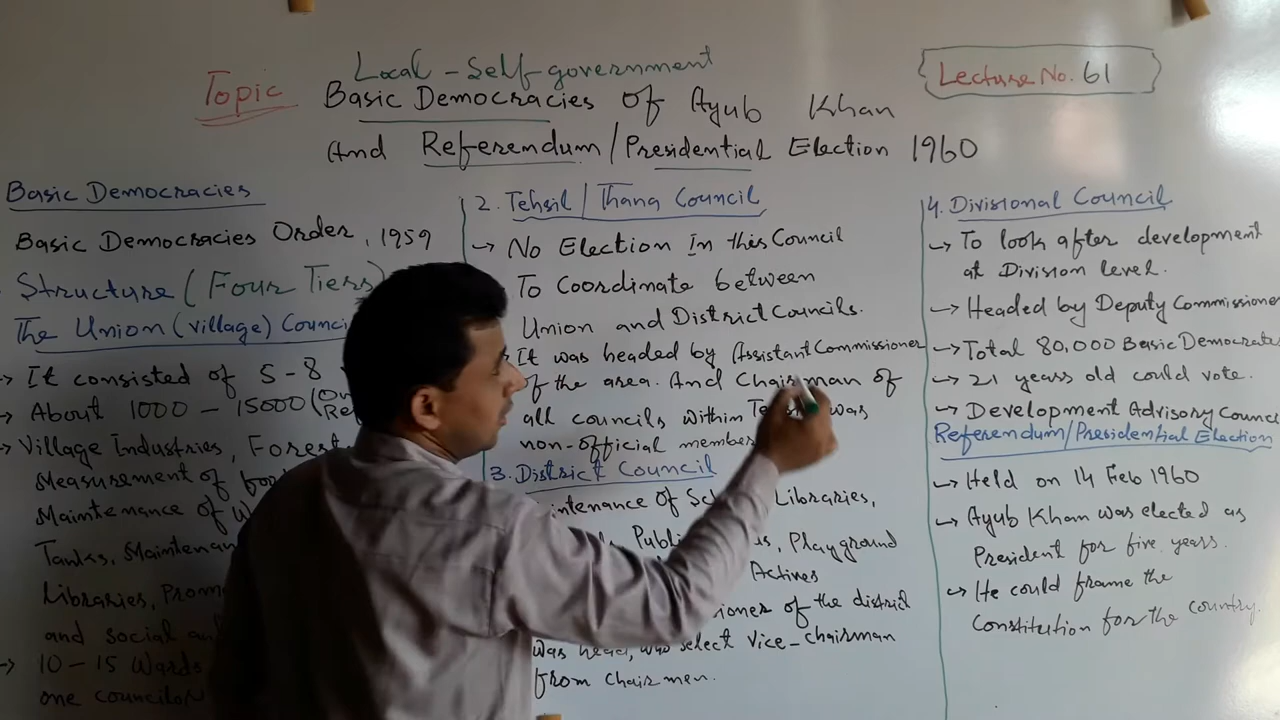 Local-Self-government
Topic Basic Democracies of Ayub Khan
And Referendum/Presidential Election 1960
Lecture No. 61
Basic Democracies
Basic Democracies Order, 1959
Structure (Four Tiers)
The Union (village)
→ It consisted of 5-8
→ About 1000 - 15000
→ Village Industries,
Measurement of
Maintenance of
Tanks,
Libraries,
and social
→ 10-15 Wards
one councilor
2. Tehsil/Thana Council
→ No Election In this Council
To Coordinate between
Union and District Councils.
It was headed by Assistant Commissioner
of the area. And Chairman of
all councils within was
non-official
3. District Council
of Libraries,
Playground
Actives
of the district
was head, select vice-chairman
from chairmen.
4. Divisional Council
→ To look after development
at Division level.
→ Headed by Deputy Commissioner
→ Total 80,000 Basic Democrats
→ 21 years old could vote.
→ Development Advisory
Referendum/Presidential Election
→ Held on 14 Feb 1960
→ Ayub Khan was elected as
President for five years.
→ He could frame the
Constitution for the country.